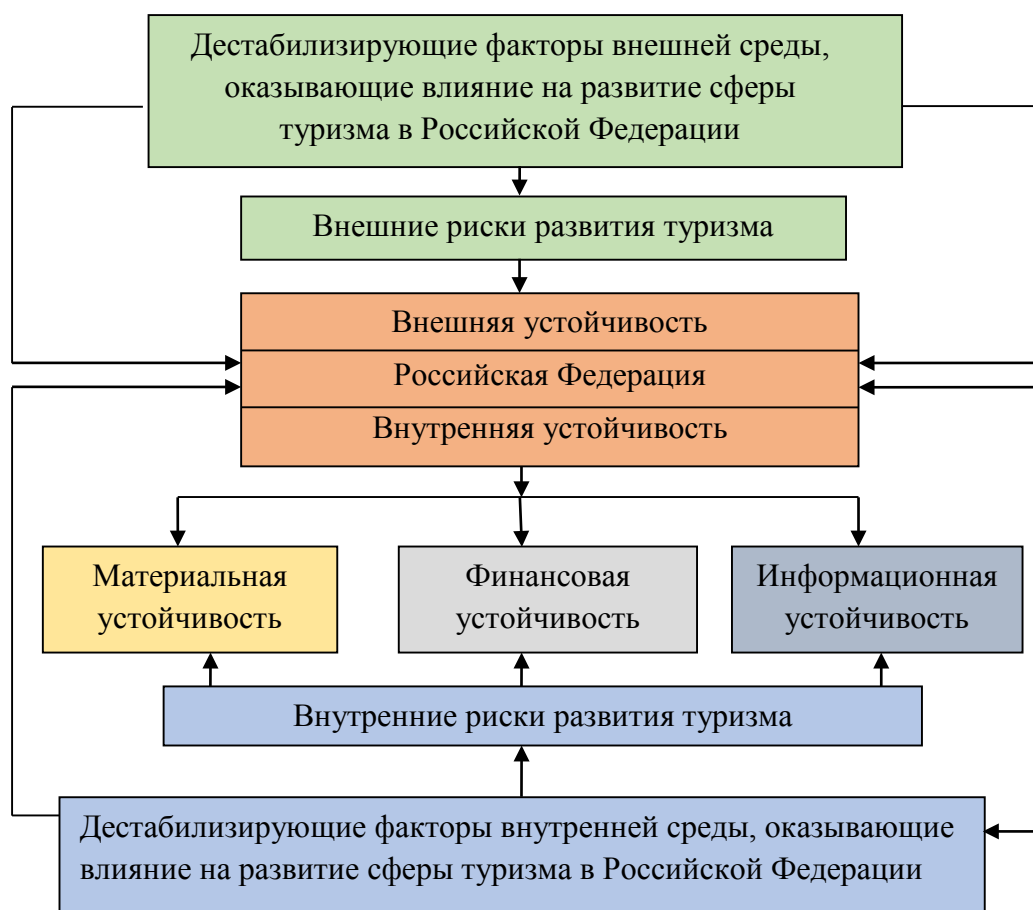 Дестабилизирующие факторы внешней среды,
оказывающие влияние на развитие сферы
туризма в Российской Федерации
Внешние риски развития туризма
Внешняя устойчивость
Российская Федерация
Внутренняя устойчивость
Материальная
устойчивость
Финансовая
устойчивость
Информационная
устойчивость
Внутренние риски развития туризма
Дестабилизирующие факторы внутренней среды, оказывающие
влияние на развитие сферы туризма в Российской Федерации